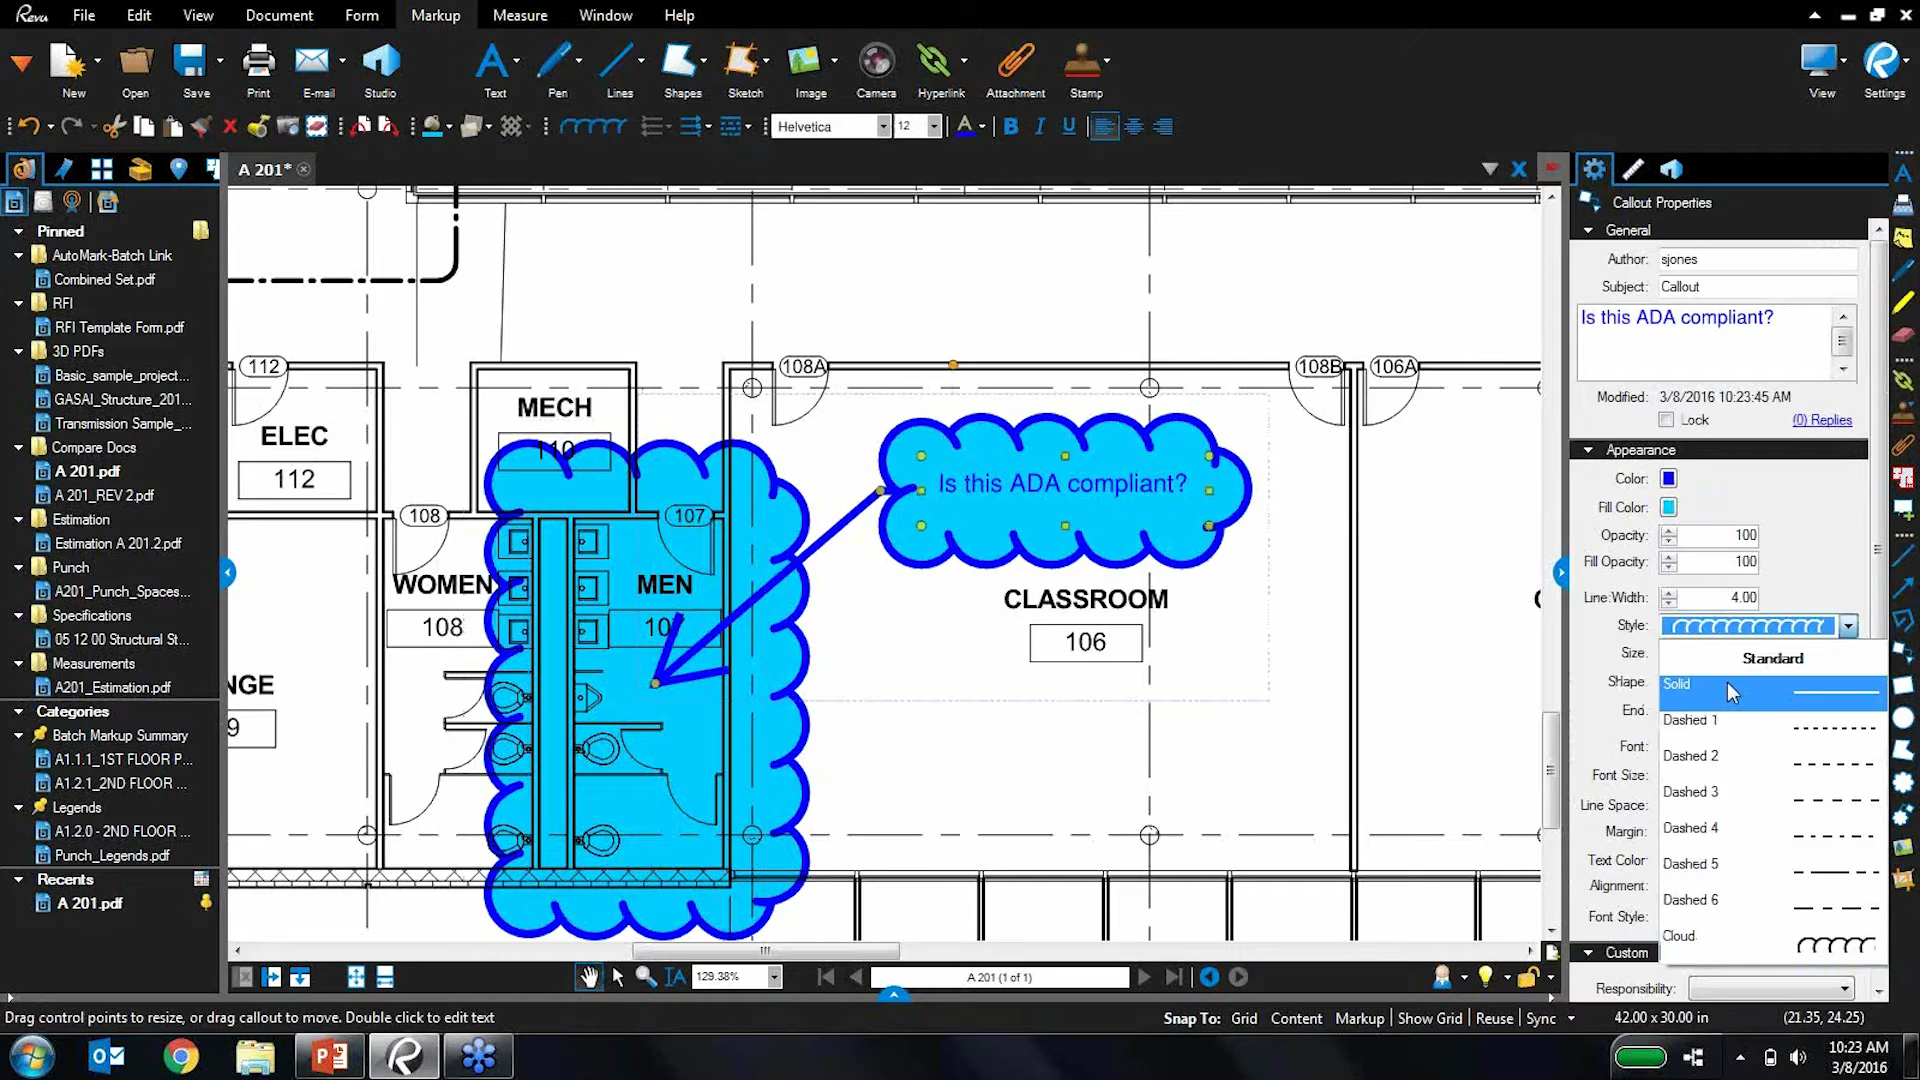 Revu File Edit View Document Form Markup Measure Window Help
New Open Save Print E-mail Studio Text Pen Lines Shapes Sketch Image Camera Hyperlink Attachment Stamp View Settings
Helvetica 12 A B I U
A 201*
Pinned
AutoMark-Batch Link
Combined Set.pdf
RFI
RFI Template Form.pdf
3D PDFs
Basic_sample_project...
GASAI_Structure_201...
Transmission Sample_...
Compare Docs
A 201.pdf
A 201_REV 2.pdf
Estimation
Estimation A 201.2.pdf
Punch
A201_Punch_Spaces...
Specifications
05 12 00 Structural St...
Measurements
A201_Estimation.pdf
Categories
Batch Markup Summary
A1.1.1_1ST FLOOR P...
A1.2.1_2ND FLOOR ...
Legends
A1.2.0 - 2ND FLOOR ...
Punch_Legends.pdf
Recents
A 201.pdf
112
108A
108B
106A
MECH
110
ELEC
112
Is this ADA compliant?
108
107
WOMEN
108
MEN
10
CLASSROOM
106
NGE
9
Callout Properties
General
Author: sjones
Subject: Callout
Is this ADA compliant?
Modified: 3/8/2016 10:23:45 AM
Lock (0) Replies
Appearance
Color:
Fill Color:
Opacity: 100
Fill Opacity: 100
Line Width: 4.00
Style:
Size:
Shape:
End:
Font:
Font Size:
Line Space:
Margin:
Text Color
Alignment:
Font Style:
Standard
Solid
Dashed 1
Dashed 2
Dashed 3
Dashed 4
Dashed 5
Dashed 6
Cloud
Custom
Responsibility:
129.38%
A 201 (1 of 1)
Drag control points to resize, or drag callout to move. Double click to edit text
Snap To: Grid Content Markup Show Grid Reuse Sync 42.00 x 30.00 in (21.35, 24.25)
10:23 AM
3/8/2016